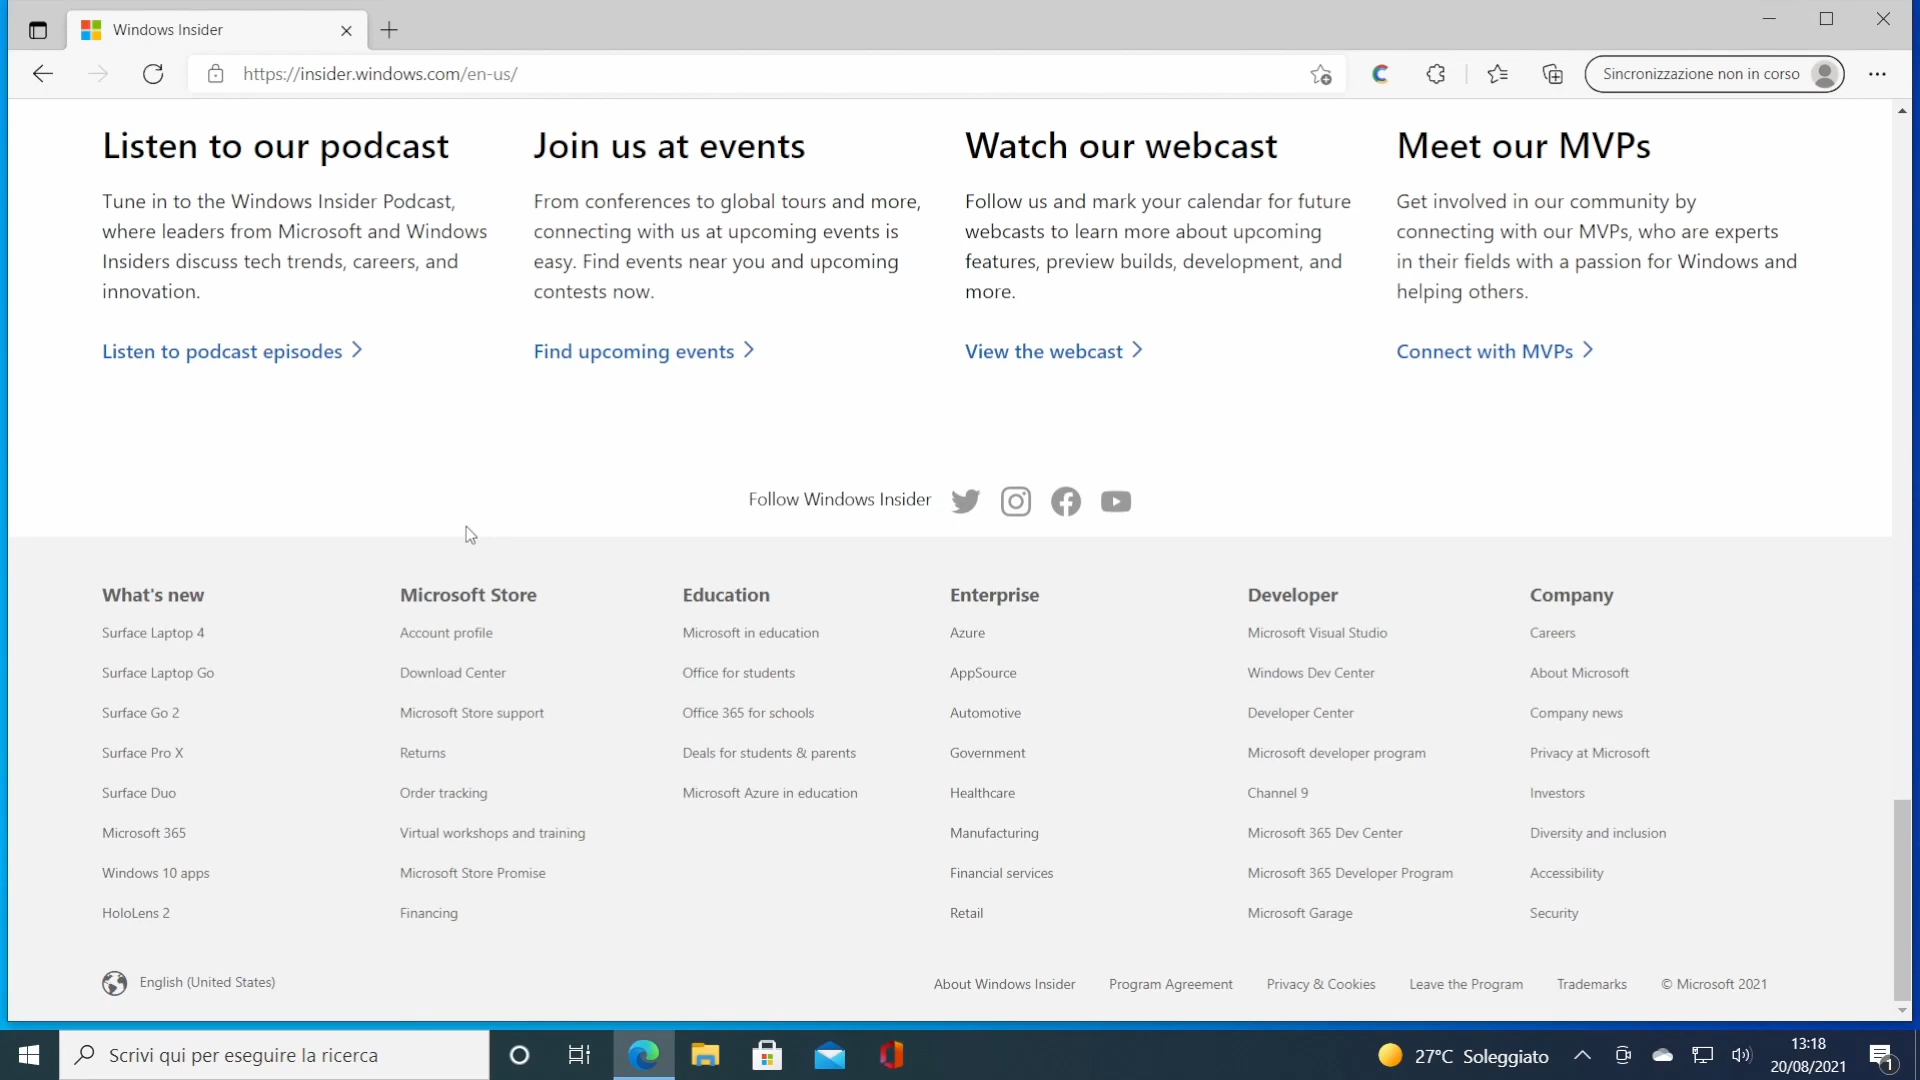 Windows Insider
https://insider.windows.com/en-us/
Sincronizzazione non in corso
Listen to our podcast
Tune in to the Windows Insider Podcast,
where leaders from Microsoft and Windows
Insiders discuss tech trends, careers, and
innovation.
Listen to podcast episodes
Join us at events
From conferences to global tours and more,
connecting with us at upcoming events is
easy. Find events near you and upcoming
contests now.
Find upcoming events
Watch our webcast
Follow us and mark your calendar for future
webcasts to learn more about upcoming
features, preview builds, development, and
more.
View the webcast
Meet our MVPs
Get involved in our community by
connecting with our MVPs, who are experts
in their fields with a passion for Windows and
helping others.
Connect with MVPs
Follow Windows Insider
What's new
Surface Laptop 4
Surface Laptop Go
Surface Go 2
Surface Pro X
Surface Duo
Microsoft 365
Windows 10 apps
HoloLens 2
Microsoft Store
Account profile
Download Center
Microsoft Store support
Returns
Order tracking
Virtual workshops and training
Microsoft Store Promise
Financing
Education
Microsoft in education
Office for students
Office 365 for schools
Deals for students & parents
Microsoft Azure in education
Enterprise
Azure
AppSource
Automotive
Government
Healthcare
Manufacturing
Financial services
Retail
Developer
Microsoft Visual Studio
Windows Dev Center
Developer Center
Microsoft developer program
Channel 9
Microsoft 365 Dev Center
Microsoft 365 Developer Program
Microsoft Garage
Company
Careers
About Microsoft
Company news
Privacy at Microsoft
Investors
Diversity and inclusion
Accessibility
Security
English (United States)
About Windows Insider
Program Agreement
Privacy & Cookies
Leave the Program
Trademarks
© Microsoft 2021
Scrivi qui per eseguire la ricerca
27°C Soleggiato
13:18
20/08/2021
1